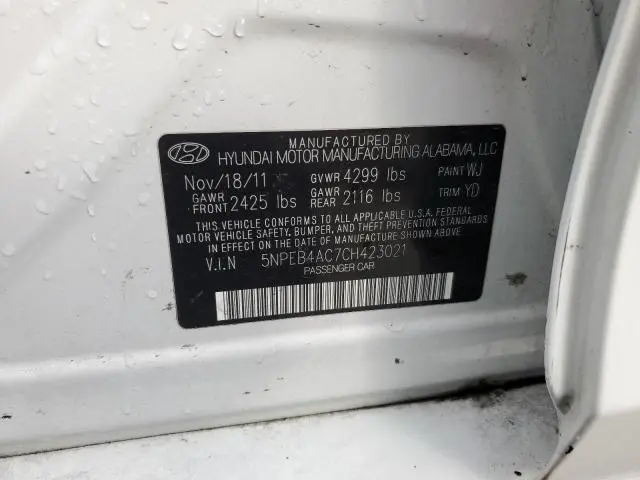 MANUFACTURED BY
HYUNDAI MOTOR MANUFACTURING ALABAMA, LLC
Nov/18/11 GVWR 4299 lbs PAINT WJ
GAWR FRONT 2425 lbs GAWR REAR 2116 lbs TRIM YD
THIS VEHICLE CONFORMS TO ALL APPLICABLE U.S.A. FEDERAL
MOTOR VEHICLE SAFETY, BUMPER, AND THEFT PREVENTION STANDARDS
IN EFFECT ON THE DATE OF MANUFACTURE SHOWN ABOVE.
V.I.N 5NPEB4AC7CH423021
PASSENGER CAR